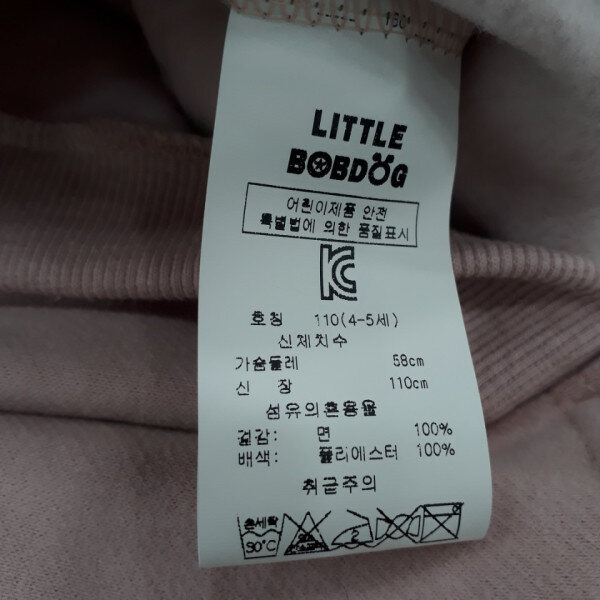 LITTLE
BOBDOG
어린이제품 안전
특별법에 의한 품질표시
호칭 110(4-5세)
신체치수
가슴둘레 58cm
신 장 110cm
섬유의혼용율
겉감: 면 100%
배색: 폴리에스터 100%
취급주의
손세탁
30°C